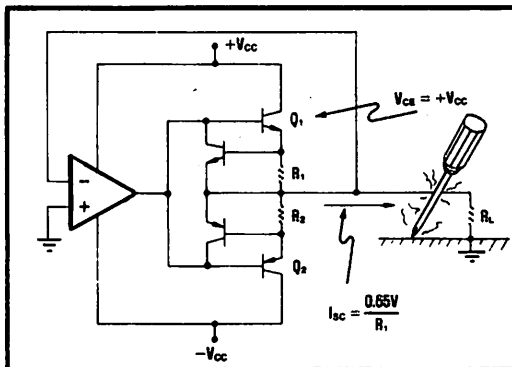 +VCC
VCE = +VCC
Q1
R1
−
+
R2
RL
Q2
ISC = 0.65V
R1
−VCC